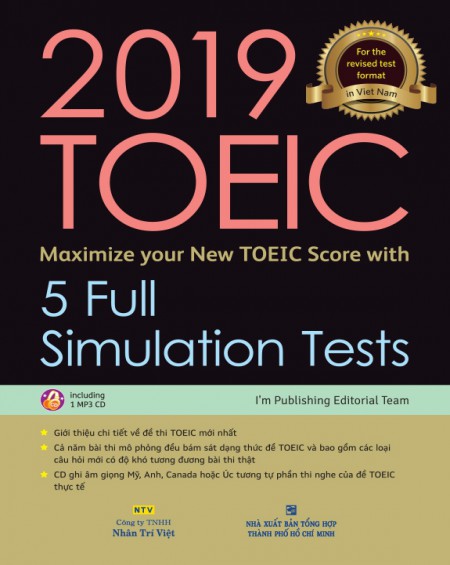 2019
For the
revised test
format
in Viet Nam
TOEIC
Maximize your New TOEIC Score with
5 Full
Simulation Tests
including
1 MP3 CD
I'm Publishing Editorial Team
Giới thiệu chi tiết về đề thi TOEIC mới nhất
Cả năm bài thi mô phỏng đều bám sát dạng thức đề TOEIC và bao gồm các loại
câu hỏi mới có độ khó tương đương bài thi thật
CD ghi âm giọng Mỹ, Anh, Canada hoặc Úc tương tự phần thi nghe của đề TOEIC
thực tế
NTV
Công ty TNHH
Nhân Trí Việt
NHÀ XUẤT BẢN TỔNG HỢP
THÀNH PHỐ HỒ CHÍ MINH